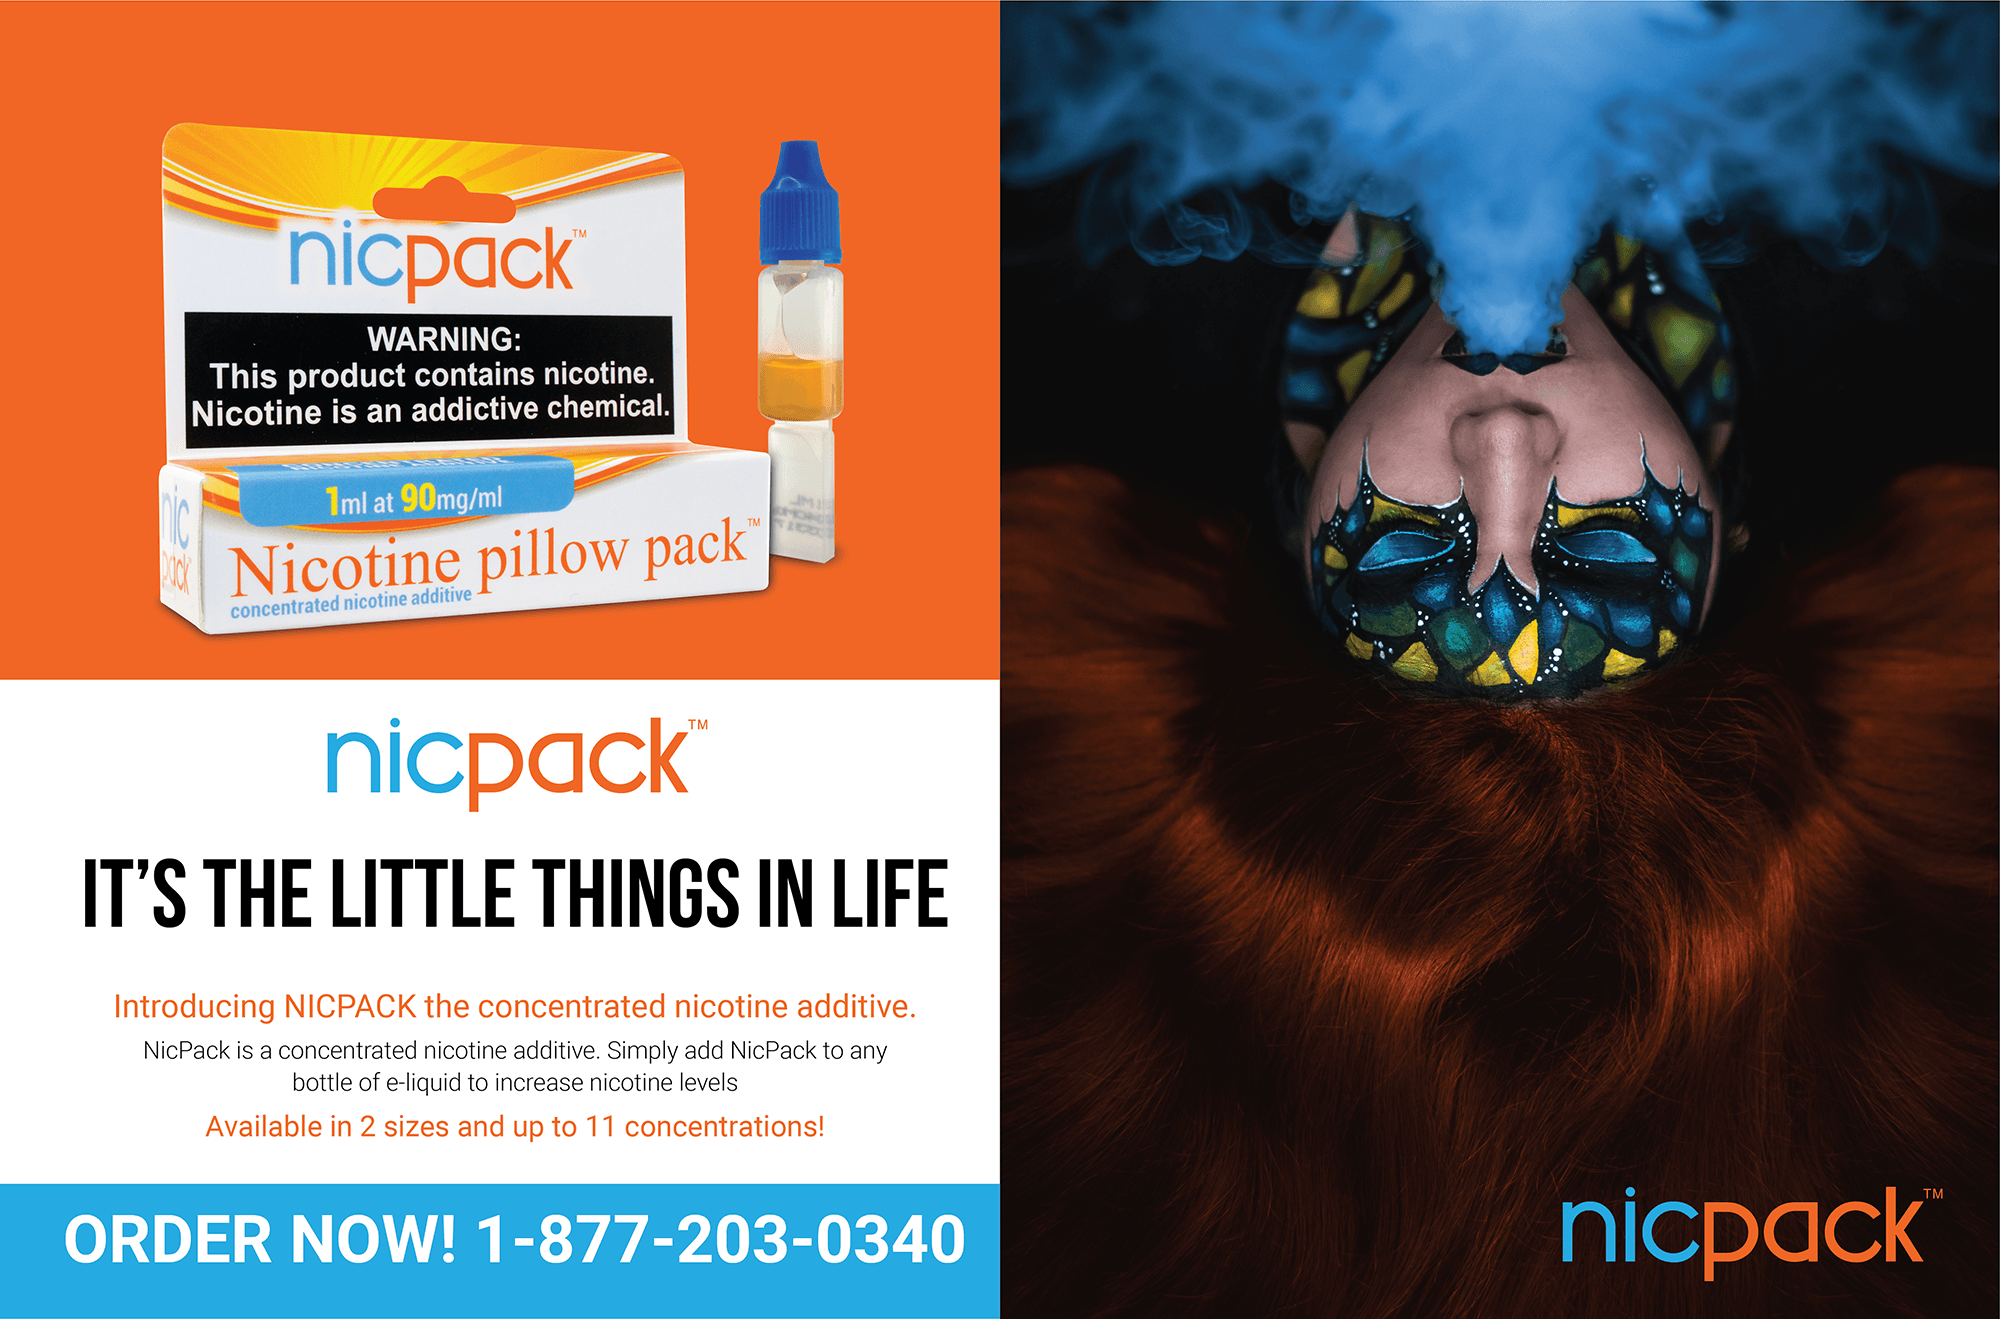 nicpack™
WARNING:
This product contains nicotine.
Nicotine is an addictive chemical.
1ml at 90mg/ml
Nicotine pillow pack™
concentrated nicotine additive
nic
pack
nicpack™
IT'S THE LITTLE THINGS IN LIFE
Introducing NICPACK the concentrated nicotine additive.
NicPack is a concentrated nicotine additive. Simply add NicPack to any
bottle of e-liquid to increase nicotine levels
Available in 2 sizes and up to 11 concentrations!
ORDER NOW! 1-877-203-0340
nicpack™